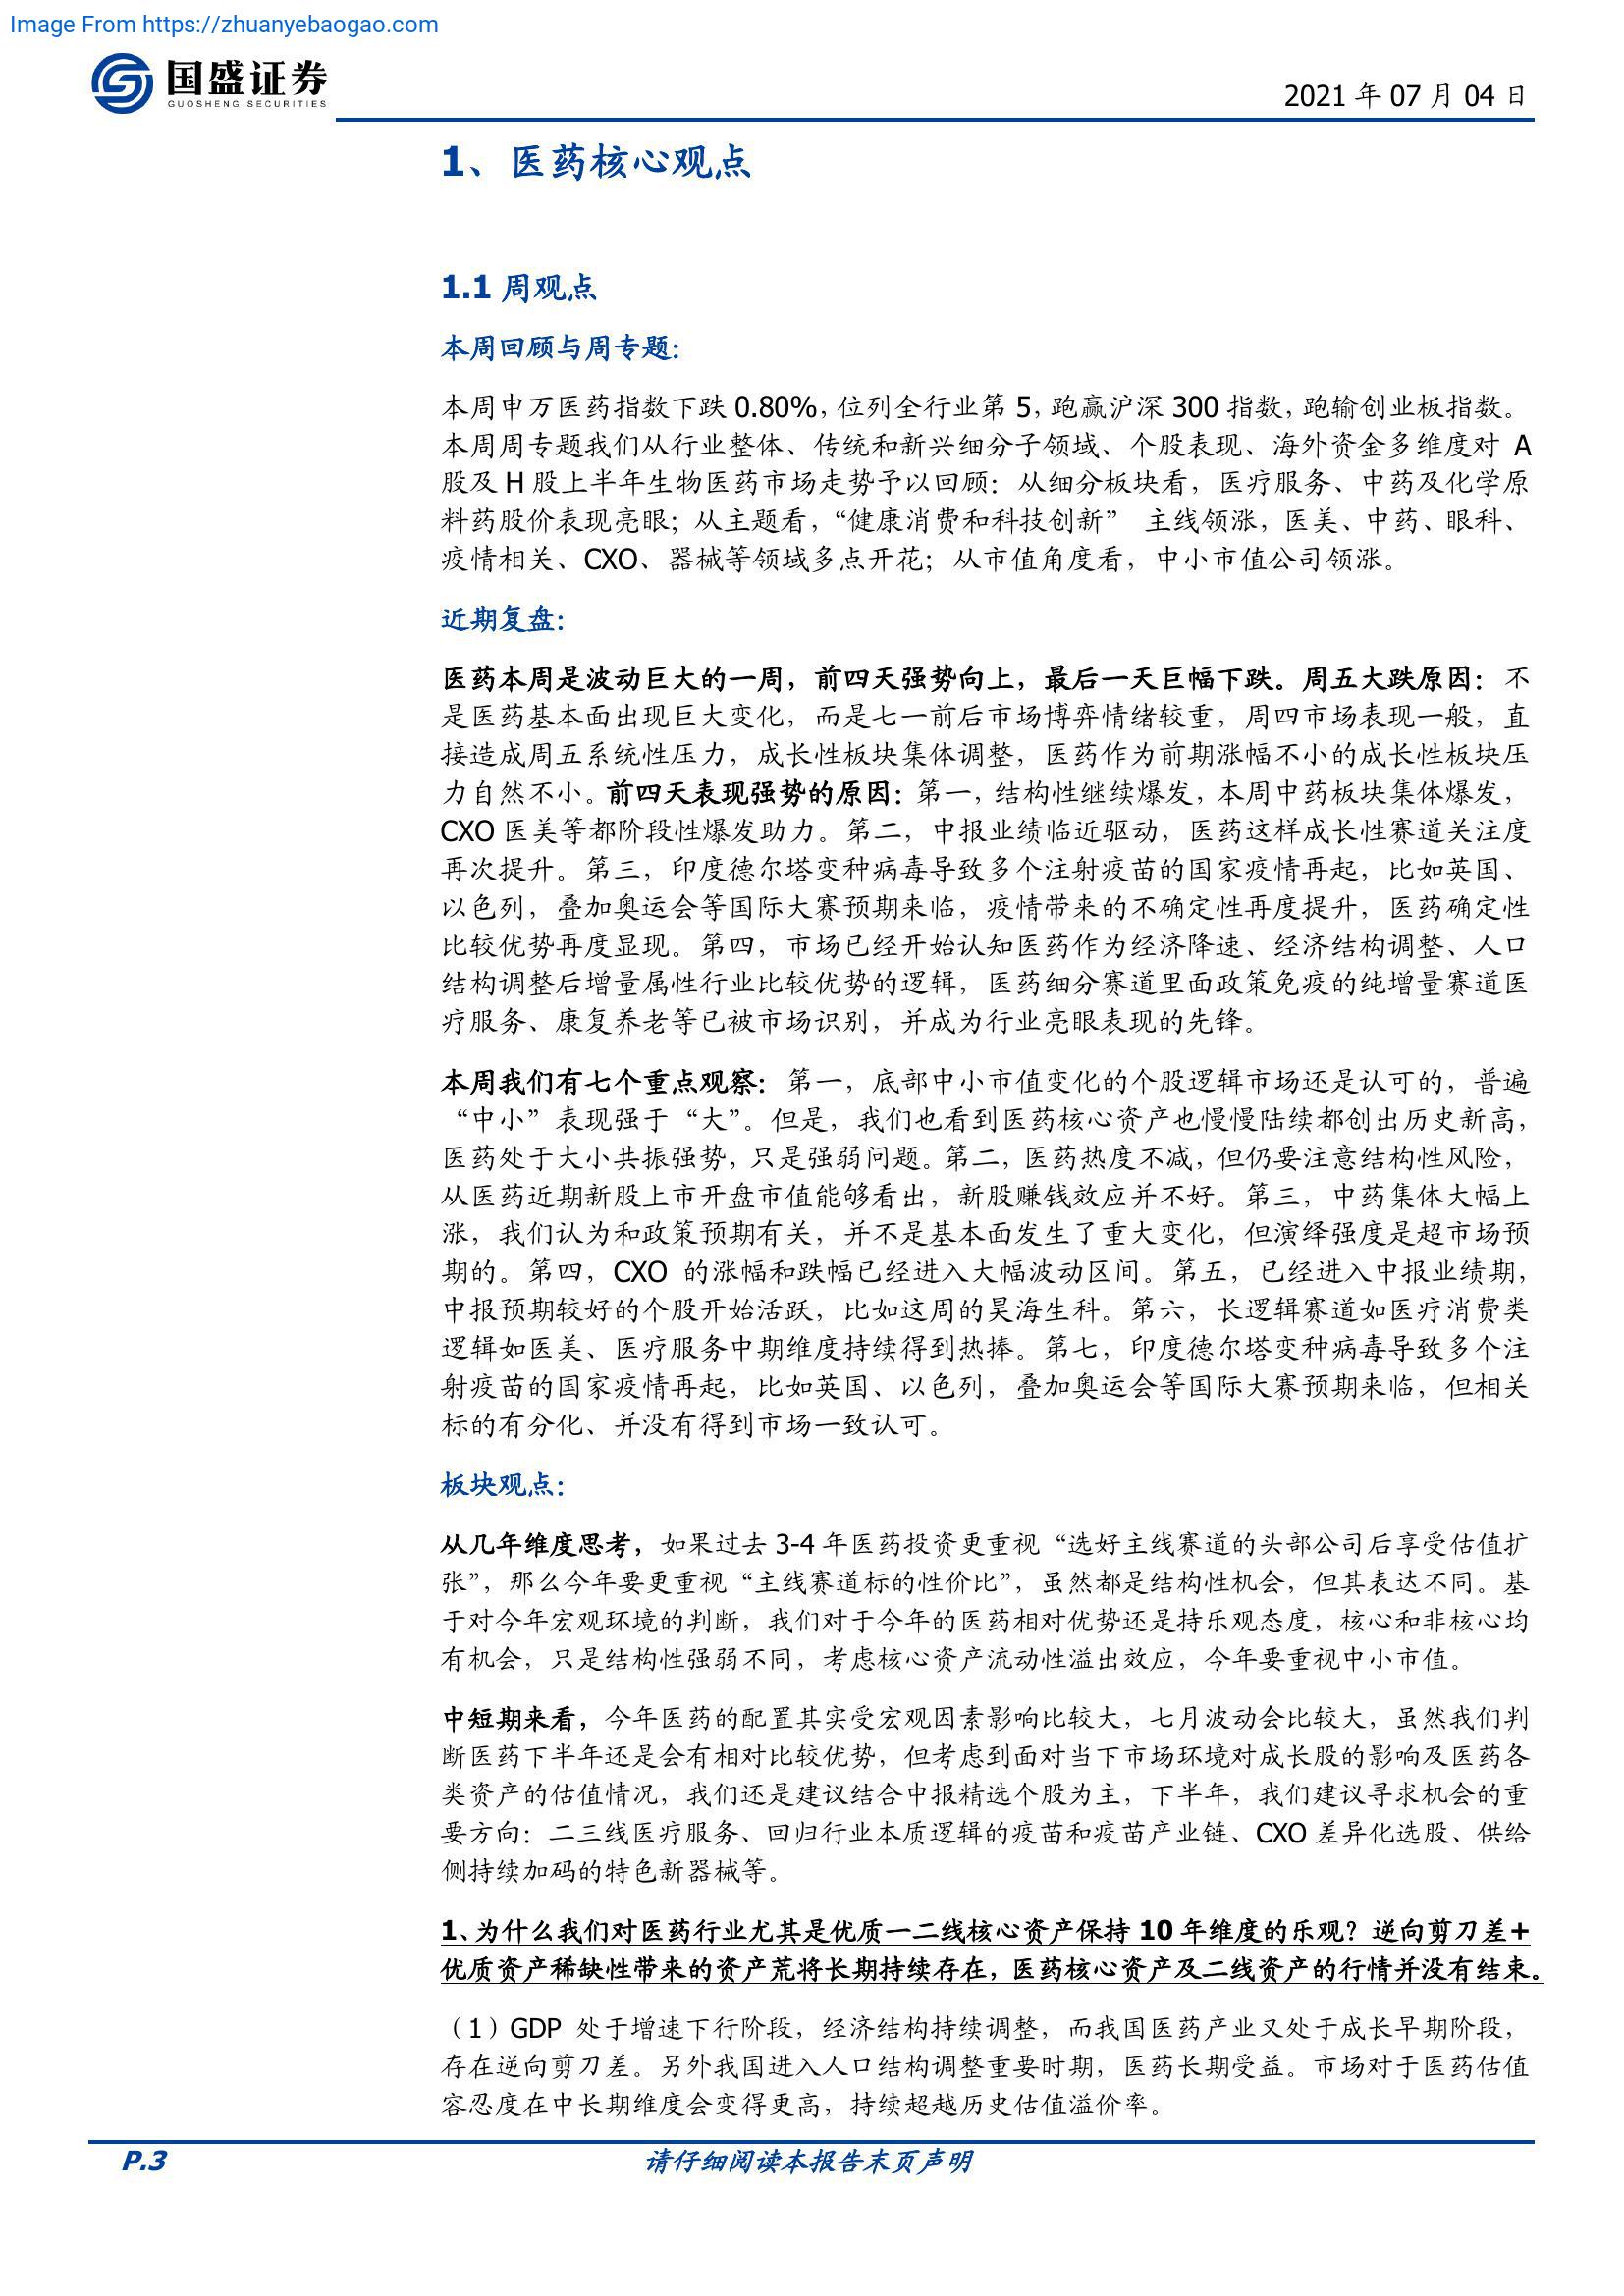 Image From https://zhuanyebaogao.com
国盛证券
GUOSHENG SECURITIES
2021 年 07 月 04 日
1、医药核心观点
1.1 周观点
本周回顾与周专题：
本周申万医药指数下跌 0.80%，位列全行业第 5，跑赢沪深 300 指数，跑输创业板指数。
本周周专题我们从行业整体、传统和新兴细分子领域、个股表现、海外资金多维度对 A
股及 H 股上半年生物医药市场走势予以回顾：从细分板块看，医疗服务、中药及化学原
料药股价表现亮眼；从主题看，“健康消费和科技创新” 主线领涨，医美、中药、眼科、
疫情相关、CXO、器械等领域多点开花；从市值角度看，中小市值公司领涨。
近期复盘：
医药本周是波动巨大的一周，前四天强势向上，最后一天巨幅下跌。周五大跌原因：不
是医药基本面出现巨大变化，而是七一前后市场博弈情绪较重，周四市场表现一般，直
接造成周五系统性压力，成长性板块集体调整，医药作为前期涨幅不小的成长性板块压
力自然不小。前四天表现强势的原因：第一，结构性继续爆发，本周中药板块集体爆发，
CXO 医美等都阶段性爆发助力。第二，中报业绩临近驱动，医药这样成长性赛道关注度
再次提升。第三，印度德尔塔变种病毒导致多个注射疫苗的国家疫情再起，比如英国、
以色列，叠加奥运会等国际大赛预期来临，疫情带来的不确定性再度提升，医药确定性
比较优势再度显现。第四，市场已经开始认知医药作为经济降速、经济结构调整、人口
结构调整后增量属性行业比较优势的逻辑，医药细分赛道里面政策免疫的纯增量赛道医
疗服务、康复养老等已被市场识别，并成为行业亮眼表现的先锋。
本周我们有七个重点观察：第一，底部中小市值变化的个股逻辑市场还是认可的，普遍
“中小”表现强于“大”。但是，我们也看到医药核心资产也慢慢陆续都创出历史新高，
医药处于大小共振强势，只是强弱问题。第二，医药热度不减，但仍要注意结构性风险，
从医药近期新股上市开盘市值能够看出，新股赚钱效应并不好。第三，中药集体大幅上
涨，我们认为和政策预期有关，并不是基本面发生了重大变化，但演绎强度是超市场预
期的。第四，CXO 的涨幅和跌幅已经进入大幅波动区间。第五，已经进入中报业绩期，
中报预期较好的个股开始活跃，比如这周的昊海生科。第六，长逻辑赛道如医疗消费类
逻辑如医美、医疗服务中期维度持续得到热捧。第七，印度德尔塔变种病毒导致多个注
射疫苗的国家疫情再起，比如英国、以色列，叠加奥运会等国际大赛预期来临，但相关
标的有分化、并没有得到市场一致认可。
板块观点：
从几年维度思考，如果过去 3-4 年医药投资更重视“选好主线赛道的头部公司后享受估值扩
张”，那么今年要更重视“主线赛道标的性价比”，虽然都是结构性机会，但其表达不同。基
于对今年宏观环境的判断，我们对于今年的医药相对优势还是持乐观态度，核心和非核心均
有机会，只是结构性强弱不同，考虑核心资产流动性溢出效应，今年要重视中小市值。
中短期来看，今年医药的配置其实受宏观因素影响比较大，七月波动会比较大，虽然我们判
断医药下半年还是会有相对比较优势，但考虑到面对当下市场环境对成长股的影响及医药各
类资产的估值情况，我们还是建议结合中报精选个股为主，下半年，我们建议寻求机会的重
要方向：二三线医疗服务、回归行业本质逻辑的疫苗和疫苗产业链、CXO 差异化选股、供给
侧持续加码的特色新器械等。
1、为什么我们对医药行业尤其是优质一二线核心资产保持 10 年维度的乐观？逆向剪刀差+
优质资产稀缺性带来的资产荒将长期持续存在，医药核心资产及二线资产的行情并没有结束。
（1）GDP 处于增速下行阶段，经济结构持续调整，而我国医药产业又处于成长早期阶段，
存在逆向剪刀差。另外我国进入人口结构调整重要时期，医药长期受益。市场对于医药估值
容忍度在中长期维度会变得更高，持续超越历史估值溢价率。
P.3
请仔细阅读本报告末页声明